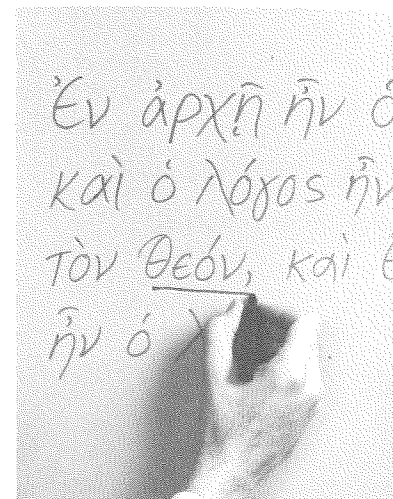 Ἐν ἀρχῇ ἦν ὁ
καὶ ὁ λόγος ἦν
τὸν θεόν, καὶ
ἦν ὁ